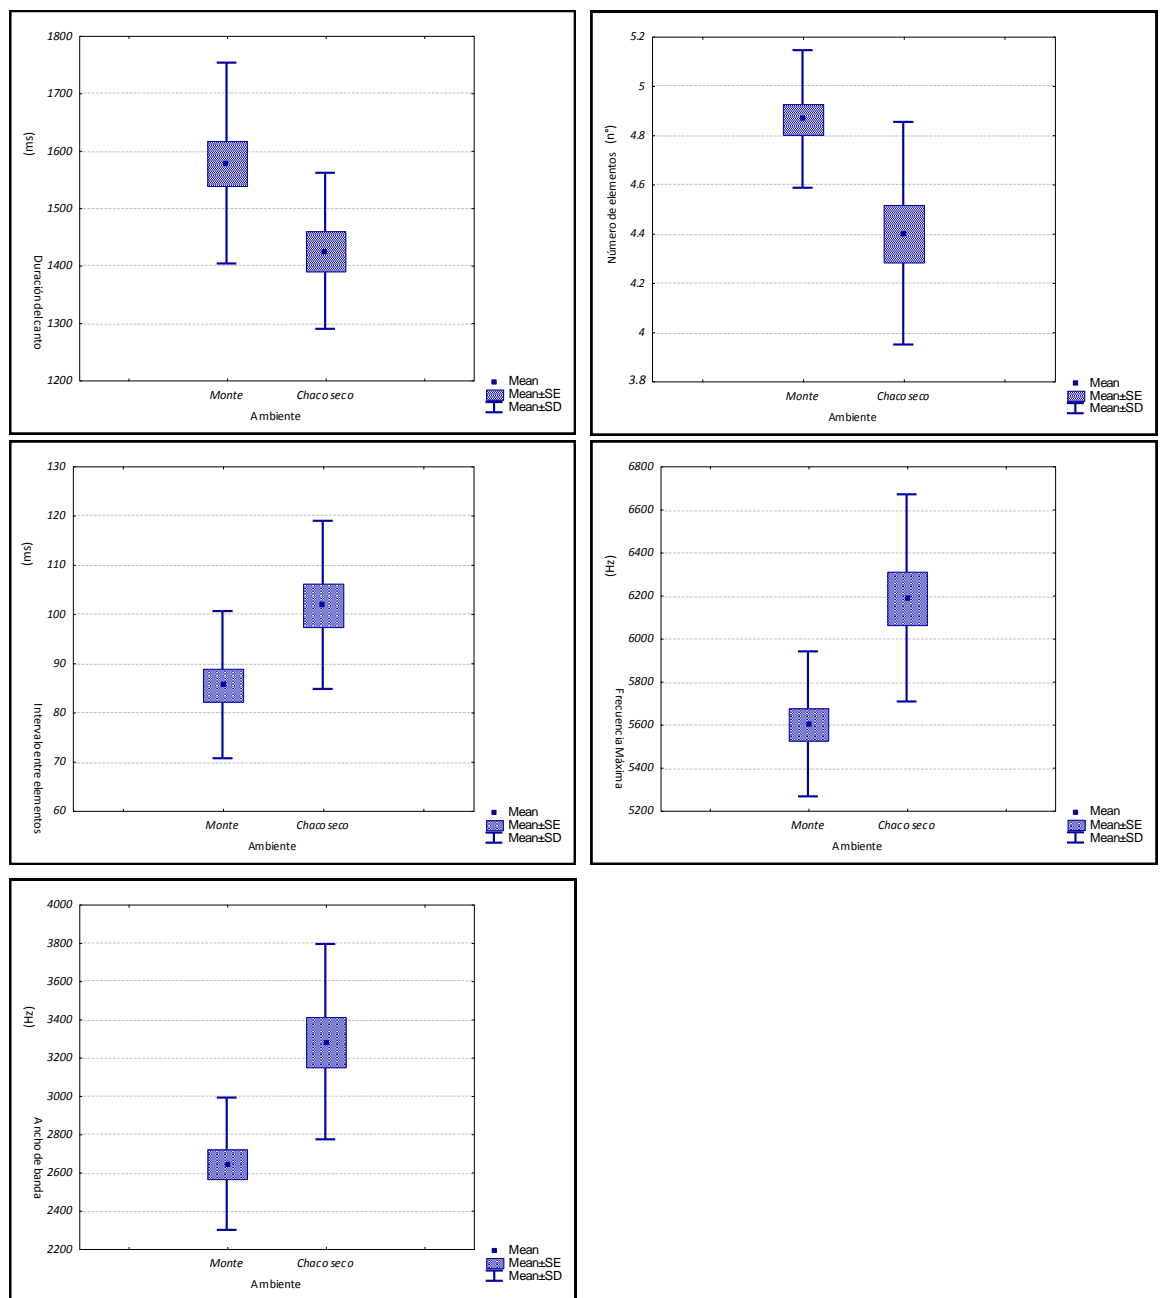 1800
1700
1600
1500
1400
1300
1200
Duración del canto (ms)
Monte Chaco seco
Ambiente
Mean
Mean±SE
Mean±SD
5.2
5
4.8
4.6
4.4
4.2
4
3.8
Número de elementos (n°)
Monte Chaco seco
Ambiente
Mean
Mean±SE
Mean±SD
130
120
110
100
90
80
70
60
Intervalo entre elementos (ms)
Monte Chaco seco
Ambiente
Mean
Mean±SE
Mean±SD
6800
6600
6400
6200
6000
5800
5600
5400
5200
Frecuencia Máxima (Hz)
Monte Chaco seco
Ambiente
Mean
Mean±SE
Mean±SD
4000
3800
3600
3400
3200
3000
2800
2600
2400
2200
Ancho de banda (Hz)
Monte Chaco seco
Ambiente
Mean
Mean±SE
Mean±SD